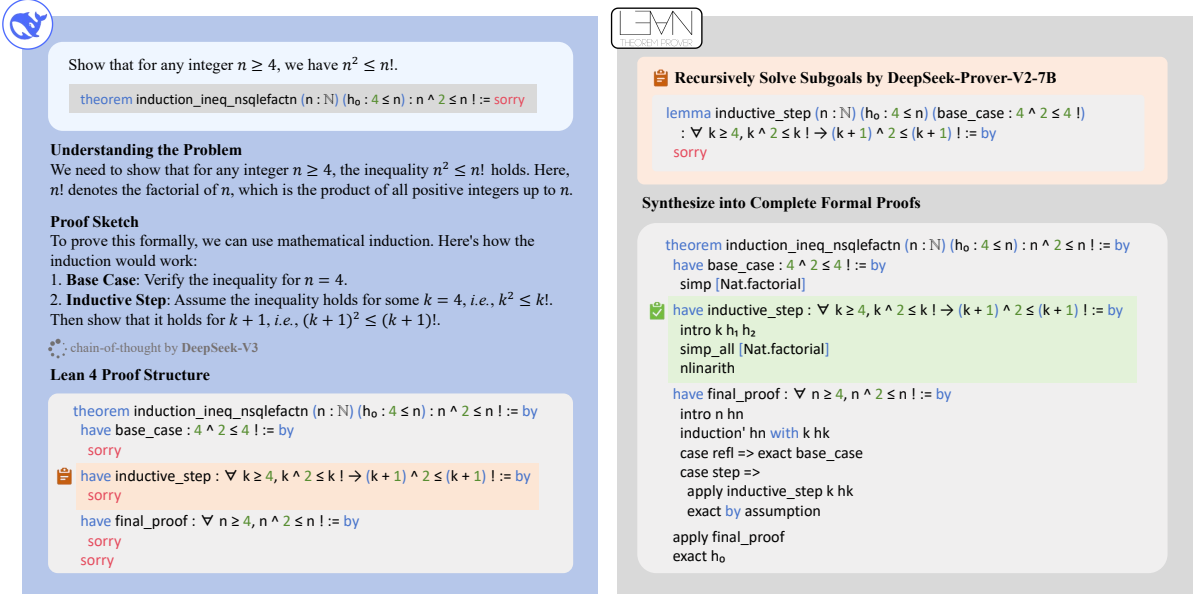 Show that for any integer n ≥ 4, we have n² ≤ n!.
theorem induction_ineq_nsqlefactn (n : ℕ) (h₀ : 4 ≤ n) : n ^ 2 ≤ n ! := sorry
Understanding the Problem
We need to show that for any integer n ≥ 4, the inequality n² ≤ n! holds. Here,
n! denotes the factorial of n, which is the product of all positive integers up to n.
Proof Sketch
To prove this formally, we can use mathematical induction. Here's how the
induction would work:
1. Base Case: Verify the inequality for n = 4.
2. Inductive Step: Assume the inequality holds for some k = 4, i.e., k² ≤ k!.
Then show that it holds for k + 1, i.e., (k + 1)² ≤ (k + 1)!.
: chain-of-thought by DeepSeek-V3
Lean 4 Proof Structure
theorem induction_ineq_nsqlefactn (n : ℕ) (h₀ : 4 ≤ n) : n ^ 2 ≤ n ! := by
have base_case : 4 ^ 2 ≤ 4 ! := by
sorry
have inductive_step : ∀ k ≥ 4, k ^ 2 ≤ k ! → (k + 1) ^ 2 ≤ (k + 1) ! := by
sorry
have final_proof : ∀ n ≥ 4, n ^ 2 ≤ n ! := by
sorry
sorry
L∃∀N
THEOREM PROVER
Recursively Solve Subgoals by DeepSeek-Prover-V2-7B
lemma inductive_step (n : ℕ) (h₀ : 4 ≤ n) (base_case : 4 ^ 2 ≤ 4 !)
: ∀ k ≥ 4, k ^ 2 ≤ k ! → (k + 1) ^ 2 ≤ (k + 1) ! := by
sorry
Synthesize into Complete Formal Proofs
theorem induction_ineq_nsqlefactn (n : ℕ) (h₀ : 4 ≤ n) : n ^ 2 ≤ n ! := by
have base_case : 4 ^ 2 ≤ 4 ! := by
simp [Nat.factorial]
have inductive_step : ∀ k ≥ 4, k ^ 2 ≤ k ! → (k + 1) ^ 2 ≤ (k + 1) ! := by
intro k h₁ h₂
simp_all [Nat.factorial]
nlinarith
have final_proof : ∀ n ≥ 4, n ^ 2 ≤ n ! := by
intro n hn
induction' hn with k hk
case refl => exact base_case
case step =>
apply inductive_step k hk
exact by assumption
apply final_proof
exact h₀